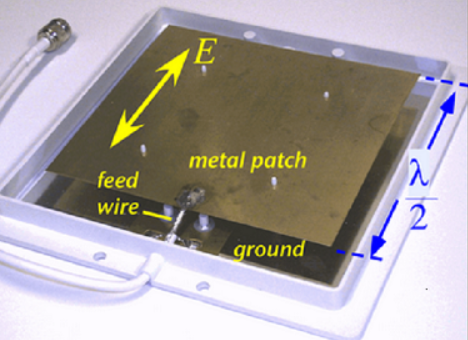 E
metal patch
feed
wire
ground
λ
2